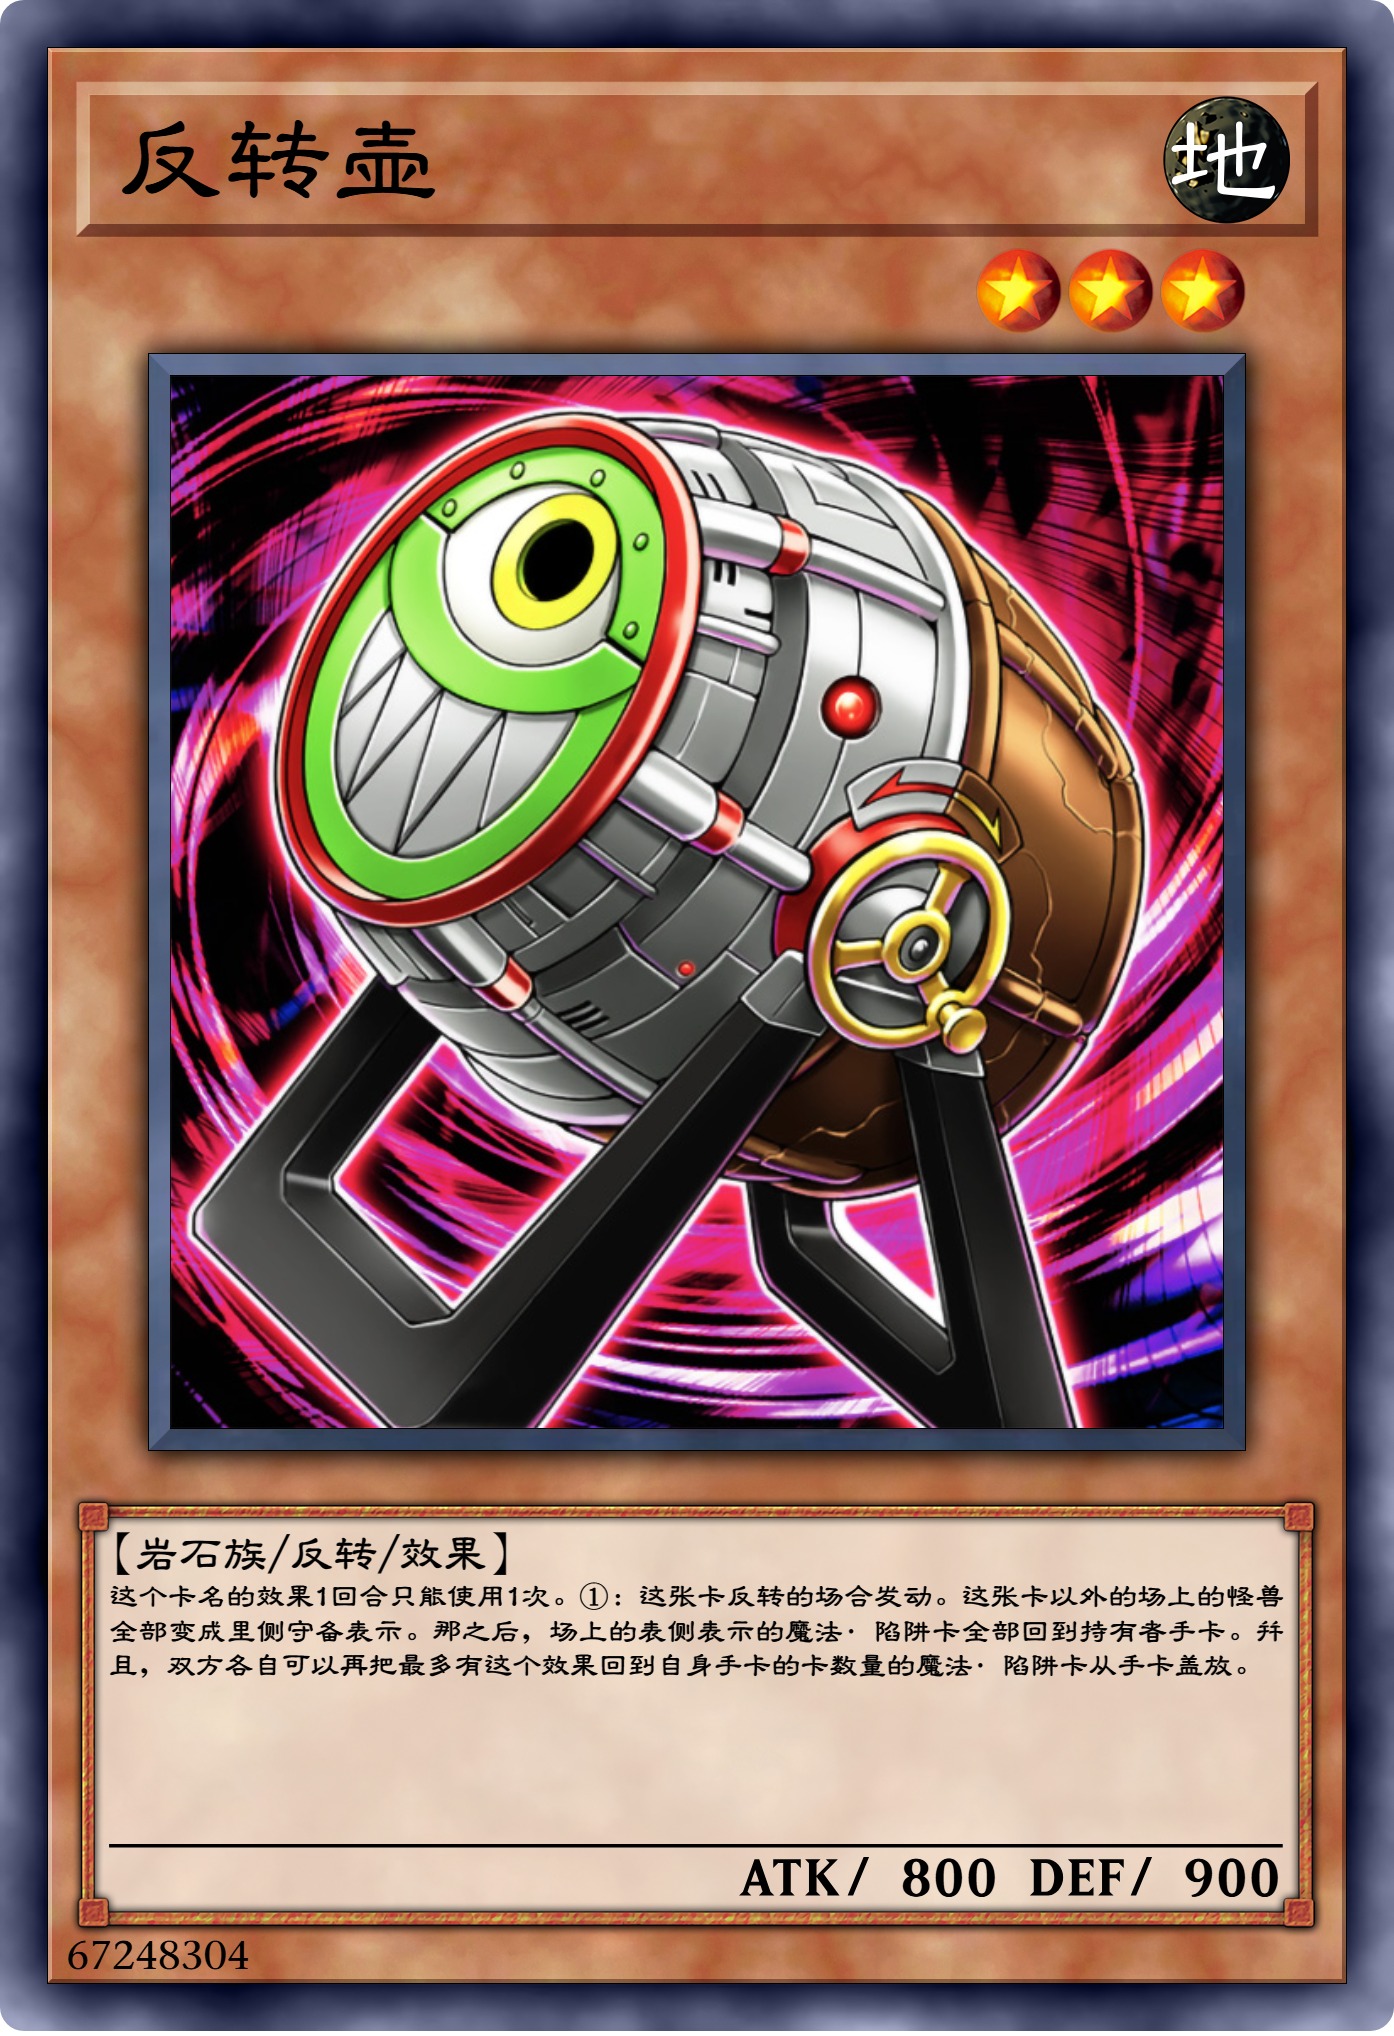 反转壶
地
【岩石族/反转/效果】
这个卡名的效果1回合只能使用1次。①：这张卡反转的场合发动。这张卡以外的场上的怪兽
全部变成里侧守备表示。那之后，场上的表侧表示的魔法·陷阱卡全部回到持有者手卡。并
且，双方各自可以再把最多有这个效果回到自身手卡的卡数量的魔法·陷阱卡从手卡盖放。
ATK/ 800 DEF/ 900
67248304